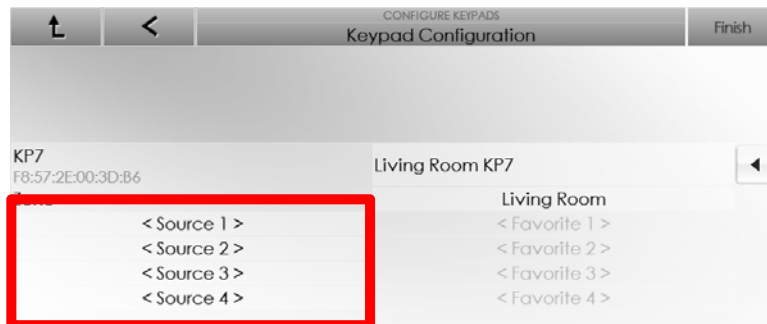 CONFIGURE KEYPADS
Keypad Configuration
Finish
KP7
F8:57:2E:00:3D:B6
Living Room KP7
Living Room
< Source 1 >
< Favorite 1 >
< Source 2 >
< Favorite 2 >
< Source 3 >
< Favorite 3 >
< Source 4 >
< Favorite 4 >